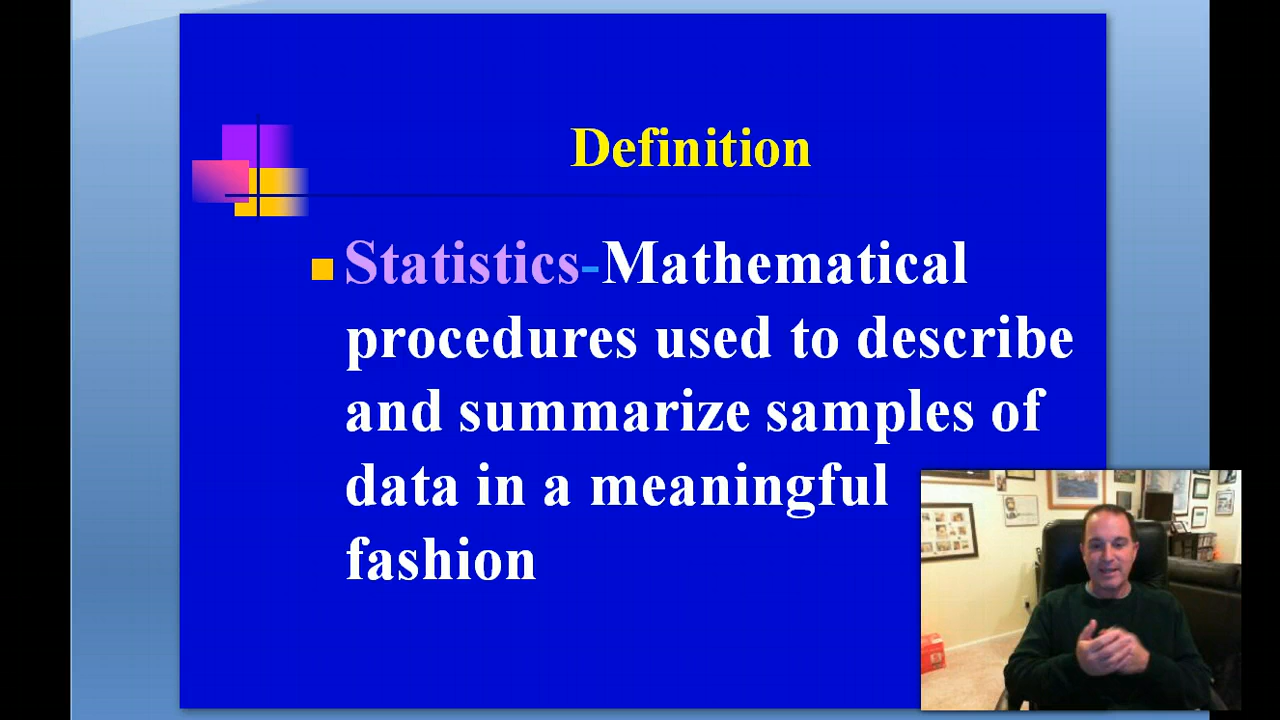 Definition
Statistics-Mathematical
procedures used to describe
and summarize samples of
data in a meaningful
fashion